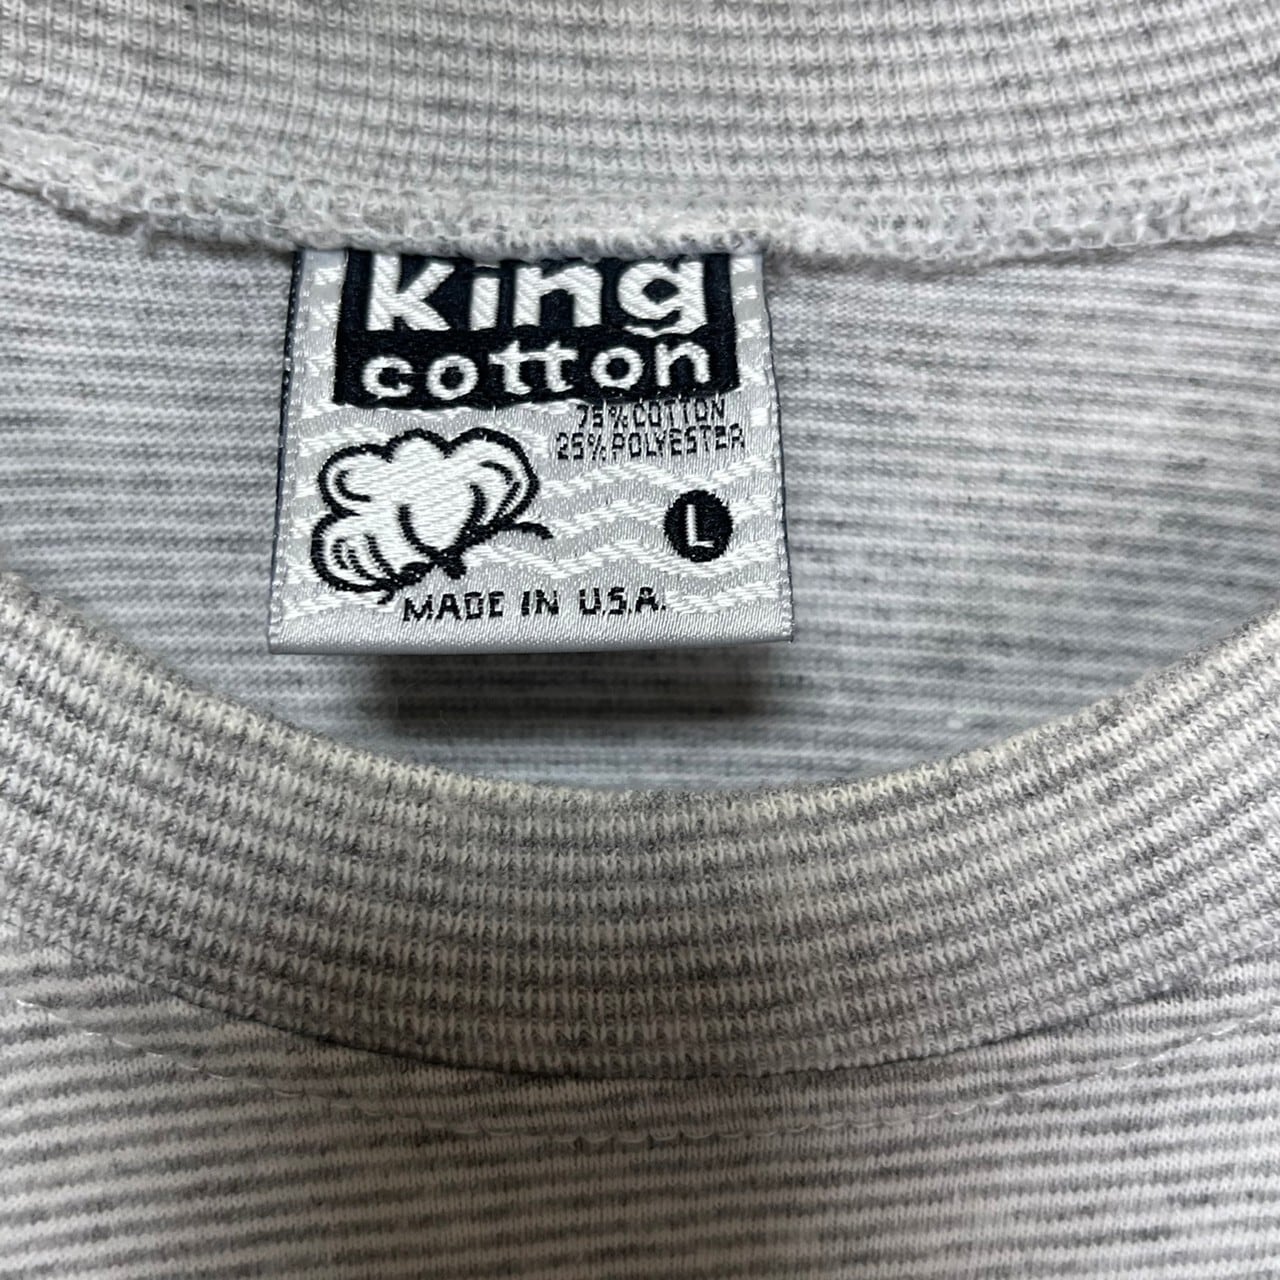 King
cotton
75%COTTON
25%POLYESTER
L
MADE IN U.S.A.